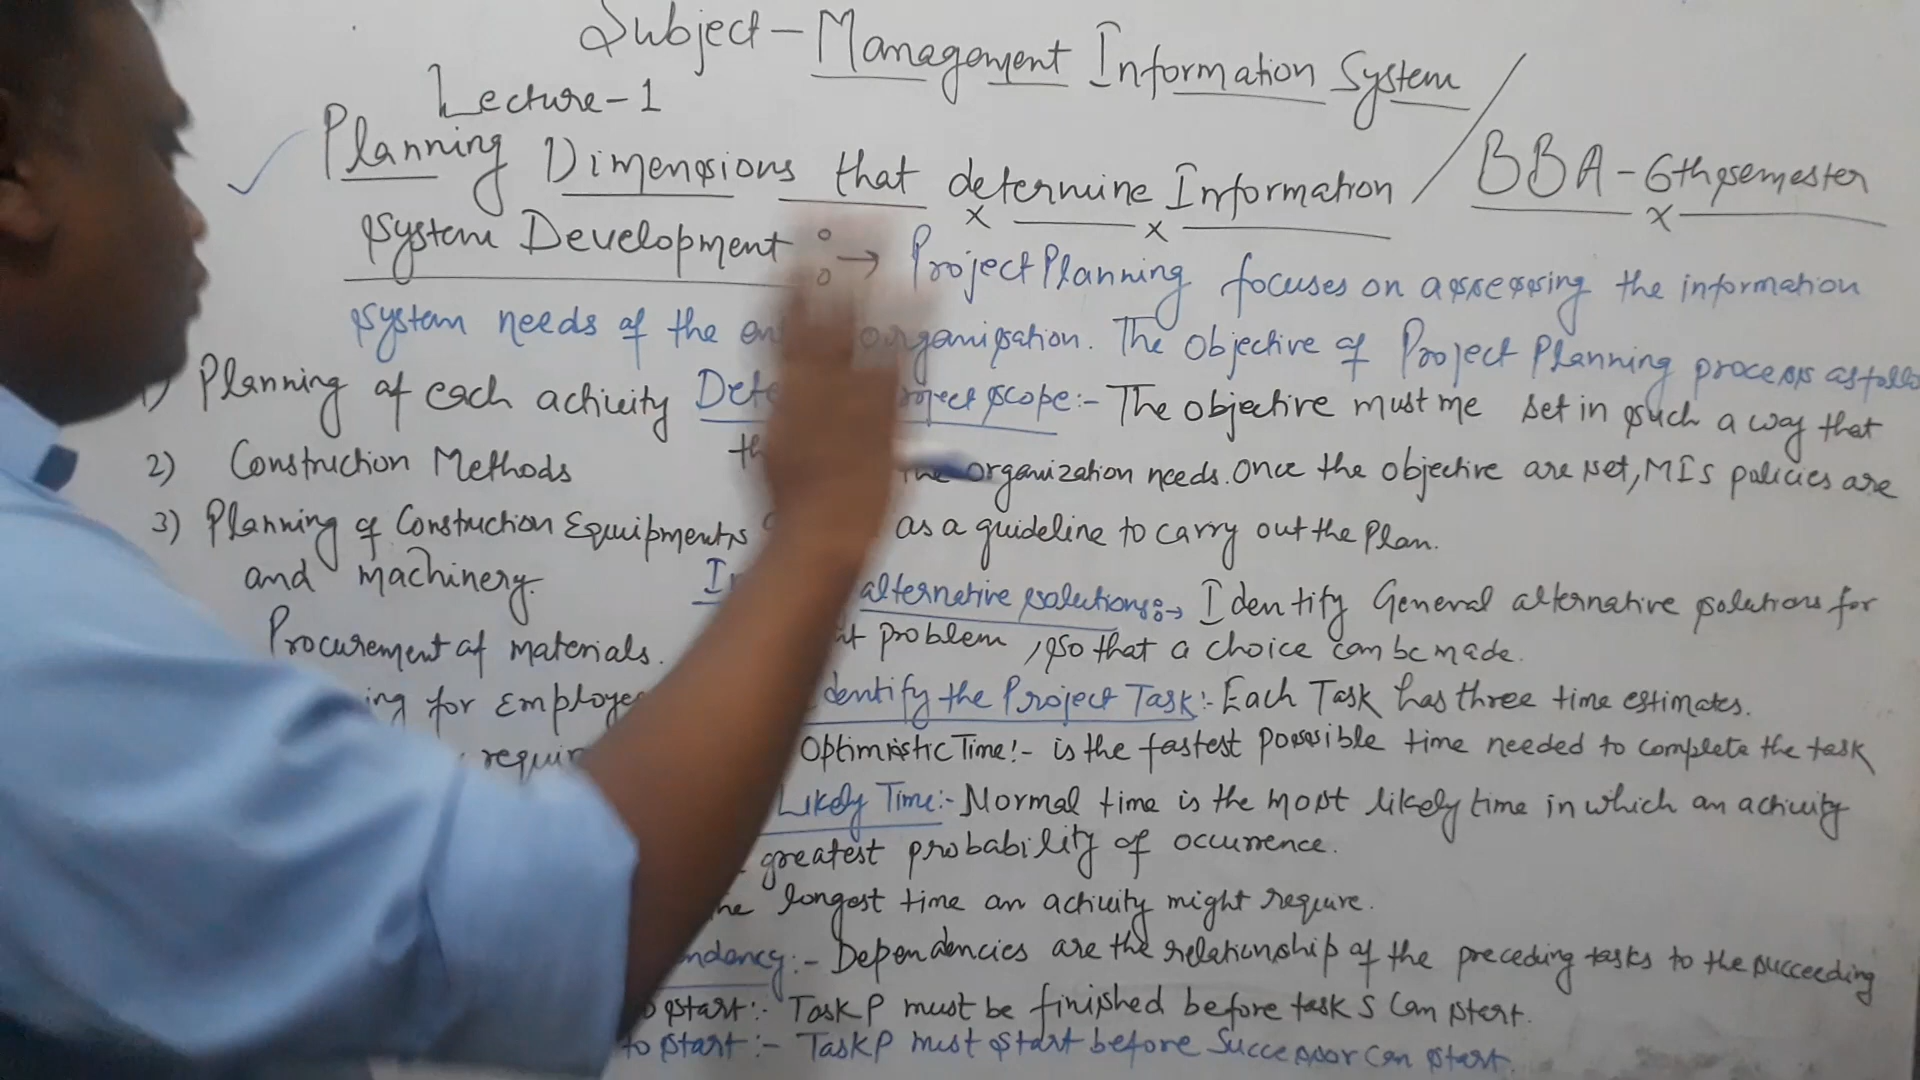 Subject - Management Information System
Lecture - 1
Planning Dimensions that determine Information / BBA - 6th semester
system Development :→ Project Planning focuses on assessing the information
system needs of the organisation. The objective of Project Planning process as follo
1) Planning of each activity project scope:- The objective must me set in such a way that
2) Construction Methods the organization needs. Once the objective are set, MIS policies are
3) Planning of Construction Equipments as a guideline to carry out the Plan.
and machinery. alternative solutions:→ Identify General alternative solutions for
Procurement of materials. problem, so that a choice can be made.
for Employe dentify the Project Task:- Each Task has three time estimates.
Optimistic Time:- is the fastest possible time needed to complete the task
Likely Time:- Normal time is the most likely time in which an activity
greatest probability of occurrence.
longest time an activity might require.
ndancy:- Dependencies are the relationship of the preceding tasks to the succeeding
start:- Task P must be finished before task S Can start.
to start:- Task P must start before Successor Can start.